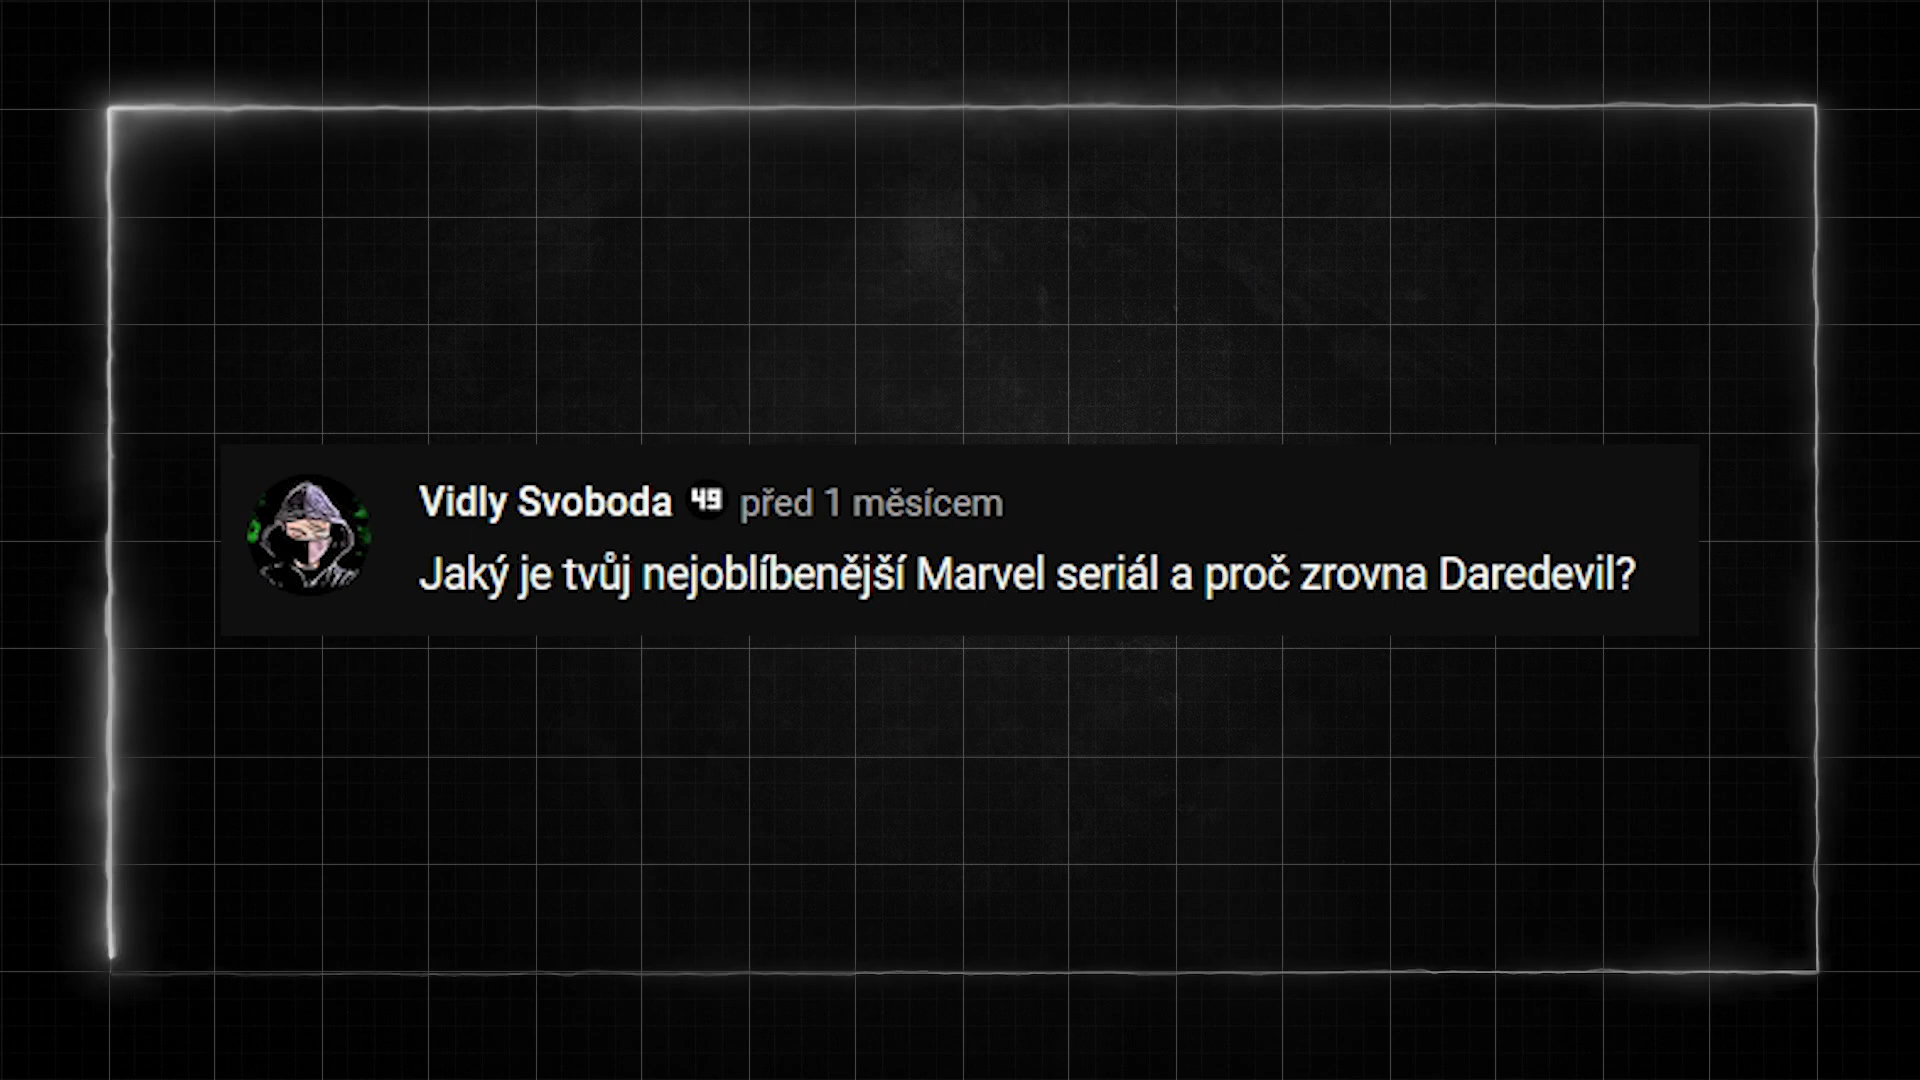 Vidly Svoboda 49 před 1 měsícem
Jaký je tvůj nejoblíbenější Marvel seriál a proč zrovna Daredevil?